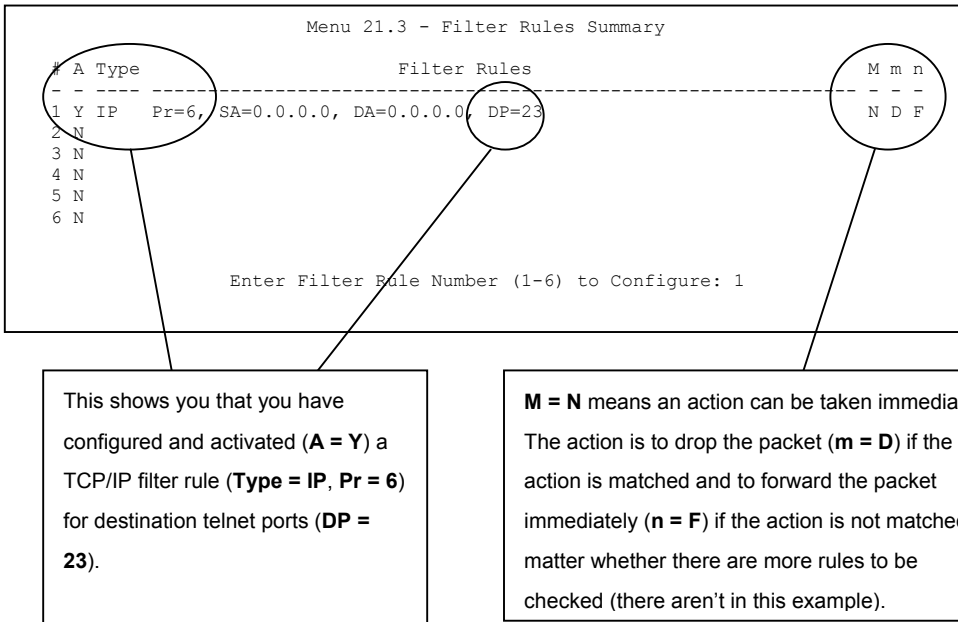 Menu 21.3 - Filter Rules Summary
# A Type Filter Rules M m n
- - ---- --------------------------------------------------------------- - - -
1 Y IP Pr=6, SA=0.0.0.0, DA=0.0.0.0, DP=23 N D F
2 N
3 N
4 N
5 N
6 N
Enter Filter Rule Number (1-6) to Configure: 1
This shows you that you have
configured and activated (A = Y) a
TCP/IP filter rule (Type = IP, Pr = 6)
for destination telnet ports (DP =
23).
M = N means an action can be taken immedia
The action is to drop the packet (m = D) if the
action is matched and to forward the packet
immediately (n = F) if the action is not matched
matter whether there are more rules to be
checked (there aren't in this example).